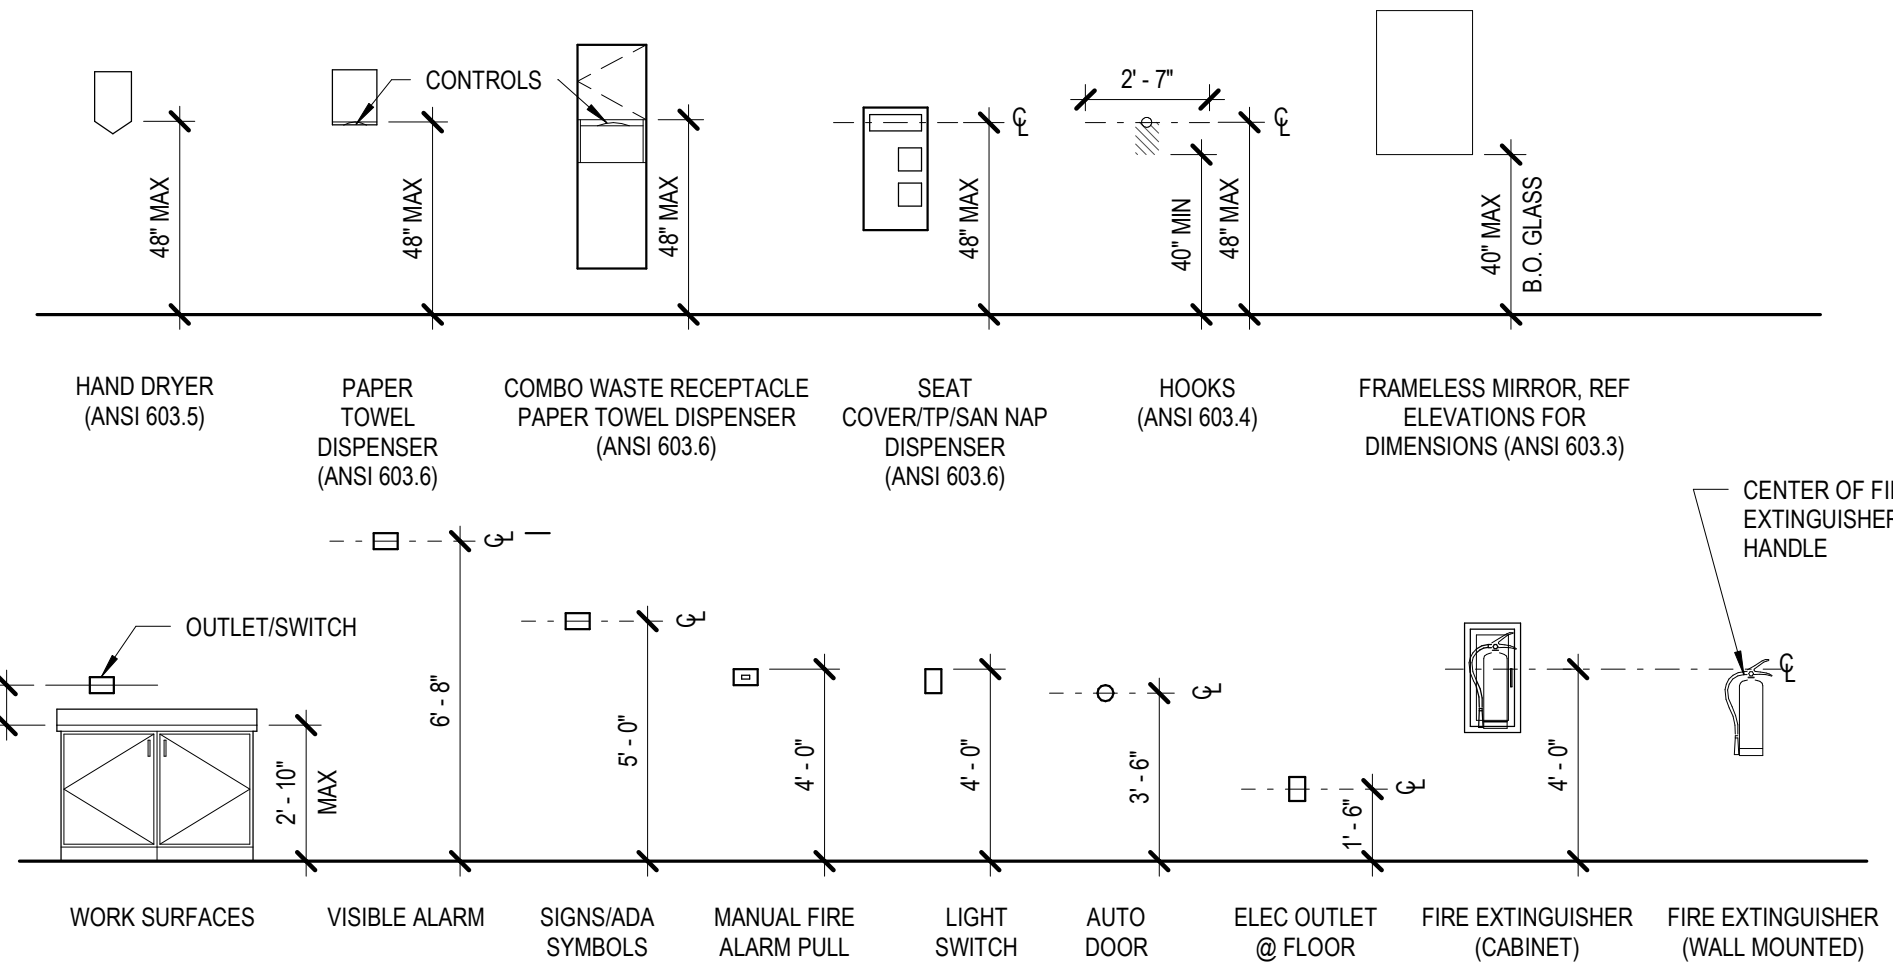 CONTROLS
2' - 7"
℄
℄
48" MAX
48" MAX
48" MAX
48" MAX
40" MIN
48" MAX
40" MAX
B.O. GLASS
HAND DRYER
(ANSI 603.5)
PAPER
TOWEL
DISPENSER
(ANSI 603.6)
COMBO WASTE RECEPTACLE
PAPER TOWEL DISPENSER
(ANSI 603.6)
SEAT
COVER/TP/SAN NAP
DISPENSER
(ANSI 603.6)
HOOKS
(ANSI 603.4)
FRAMELESS MIRROR, REF
ELEVATIONS FOR
DIMENSIONS (ANSI 603.3)
CENTER OF
EXTINGUISHER
HANDLE
OUTLET/SWITCH
℄
℄
℄
℄
℄
2' - 10"
MAX
6' - 8"
5' - 0"
4' - 0"
4' - 0"
3' - 6"
1' - 6"
4' - 0"
WORK SURFACES
VISIBLE ALARM
SIGNS/ADA
SYMBOLS
MANUAL FIRE
ALARM PULL
LIGHT
SWITCH
AUTO
DOOR
ELEC OUTLET
@ FLOOR
FIRE EXTINGUISHER
(CABINET)
FIRE EXTINGUISHER
(WALL MOUNTED)